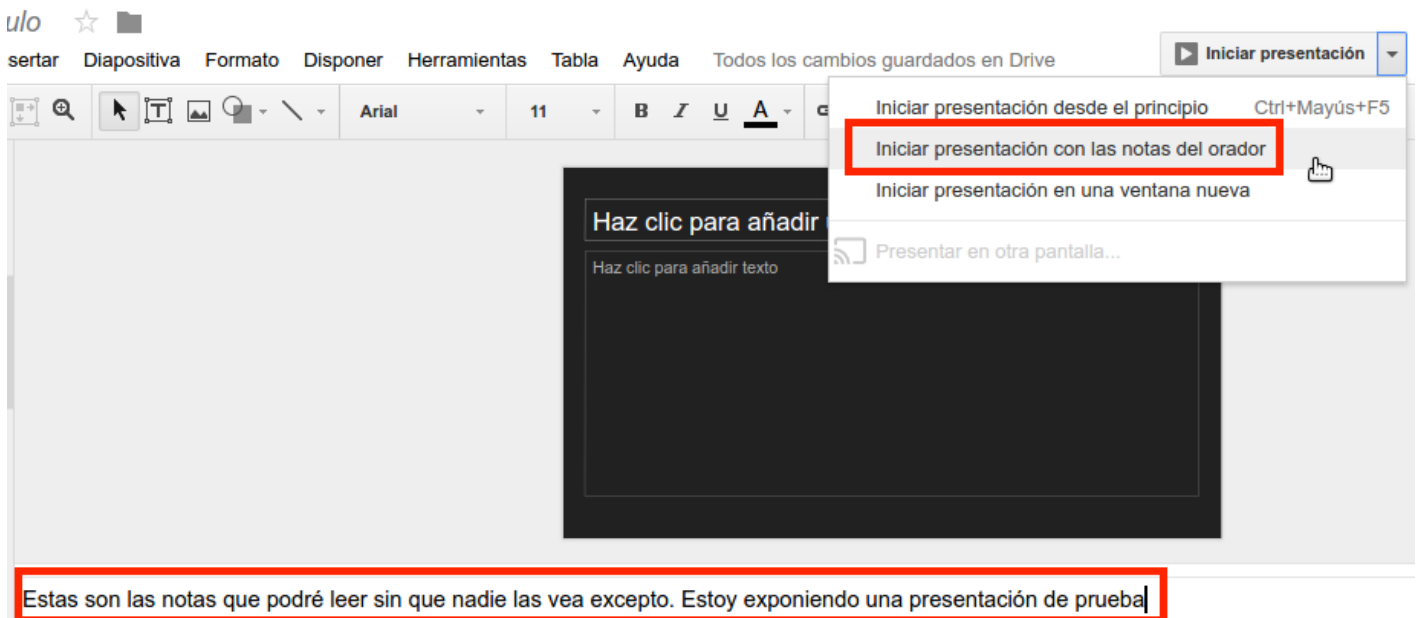 ulo
sertar Diapositiva Formato Disponer Herramientas Tabla Ayuda Todos los cambios guardados en Drive
Iniciar presentación
Arial 11 B I U A
Iniciar presentación desde el principio Ctrl+Mayús+F5
Iniciar presentación con las notas del orador
Iniciar presentación en una ventana nueva
Presentar en otra pantalla...
Haz clic para añadir
Haz clic para añadir texto
Estas son las notas que podré leer sin que nadie las vea excepto. Estoy exponiendo una presentación de prueba